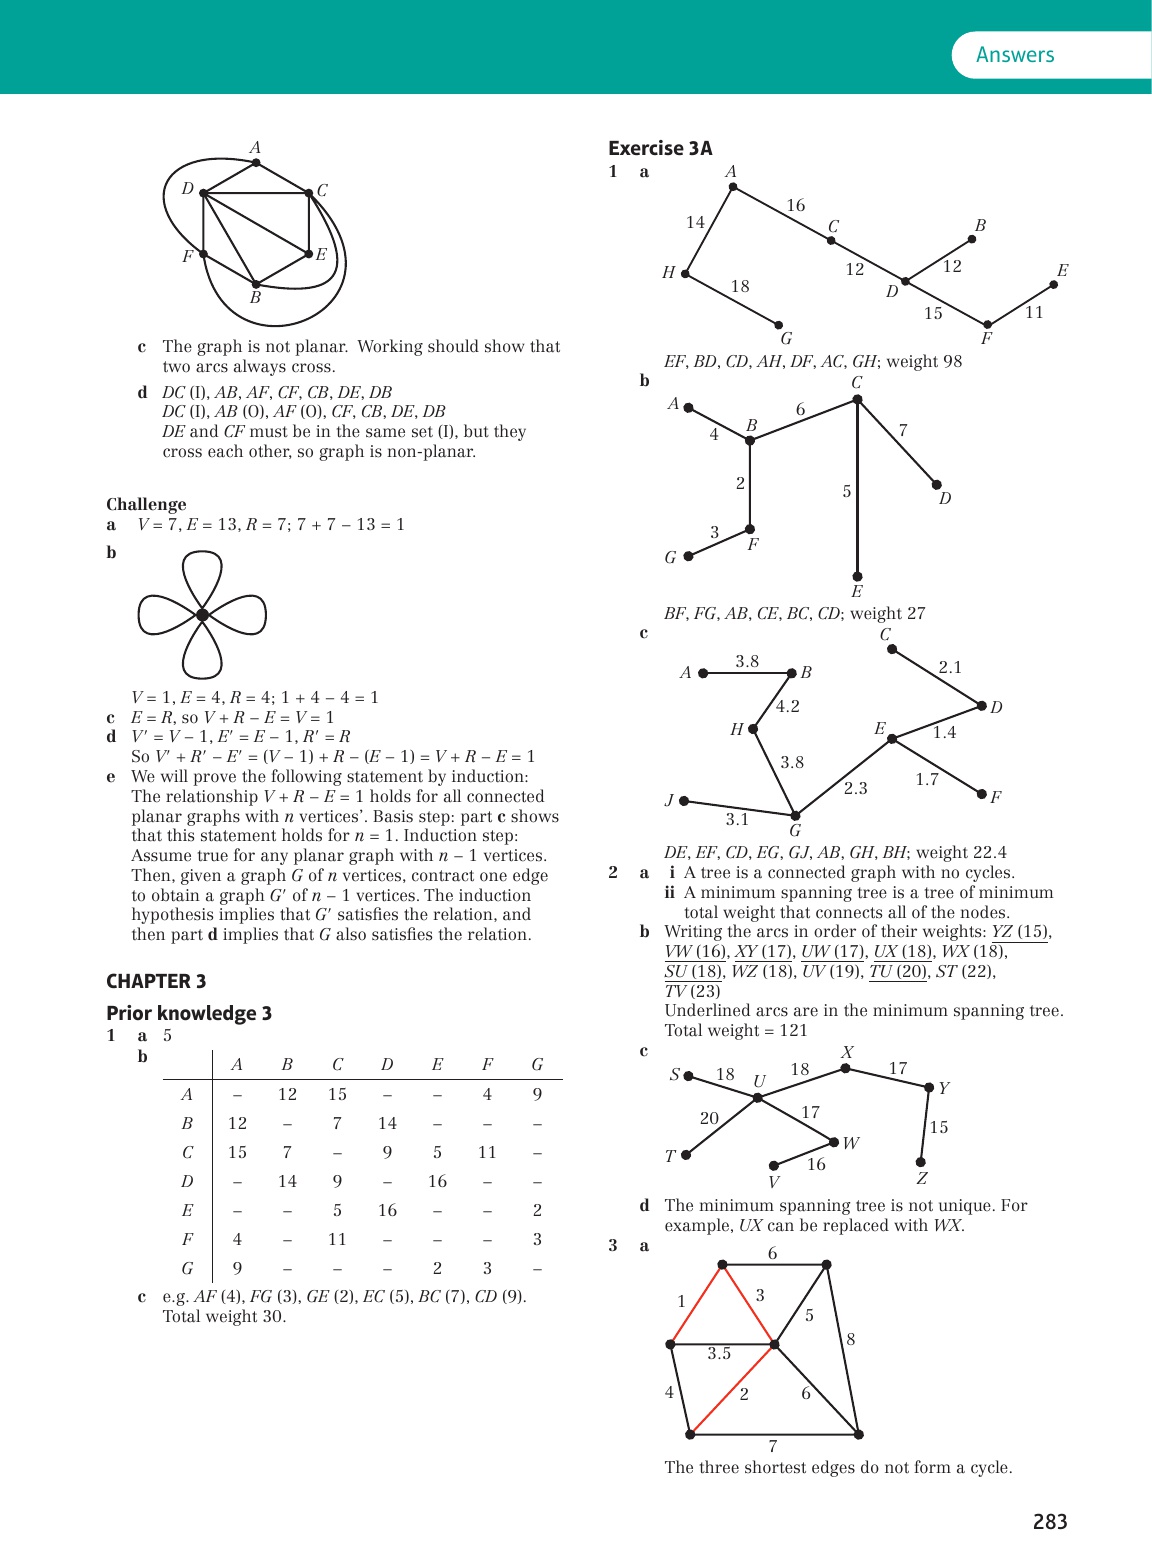 Answers
A
D
C
F
E
B
c The graph is not planar. Working should show that
two arcs always cross.
d DC (I), AB, AF, CF, CB, DE, DB
DC (I), AB (O), AF (O), CF, CB, DE, DB
DE and CF must be in the same set (I), but they
cross each other, so graph is non-planar.
Challenge
a V = 7, E = 13, R = 7; 7 + 7 – 13 = 1
b
V = 1, E = 4, R = 4; 1 + 4 – 4 = 1
c E = R, so V + R – E = V = 1
d V′ = V – 1, E′ = E – 1, R′ = R
So V′ + R′ – E′ = (V – 1) + R – (E – 1) = V + R – E = 1
e We will prove the following statement by induction:
The relationship V + R – E = 1 holds for all connected
planar graphs with n vertices’. Basis step: part c shows
that this statement holds for n = 1. Induction step:
Assume true for any planar graph with n – 1 vertices.
Then, given a graph G of n vertices, contract one edge
to obtain a graph G′ of n – 1 vertices. The induction
hypothesis implies that G′ satisfies the relation, and
then part d implies that G also satisfies the relation.
CHAPTER 3
Prior knowledge 3
1 a 5
b
A B C D E F G
A – 12 15 – – 4 9
B 12 – 7 14 – – –
C 15 7 – 9 5 11 –
D – 14 9 – 16 – –
E – – 5 16 – – 2
F 4 – 11 – – – 3
G 9 – – – 2 3 –
c e.g. AF (4), FG (3), GE (2), EC (5), BC (7), CD (9).
Total weight 30.
Exercise 3A
1 a
A
16
14
C
B
H
12
12
E
18
D
15
11
G
F
EF, BD, CD, AH, DF, AC, GH; weight 98
b
C
A
6
B
4
7
2
5
D
3
F
G
E
BF, FG, AB, CE, BC, CD; weight 27
c
C
3.8
2.1
A
B
4.2
D
H
E
1.4
3.8
1.7
2.3
F
J
3.1
G
DE, EF, CD, EG, GJ, AB, GH, BH; weight 22.4
2 a i A tree is a connected graph with no cycles.
ii A minimum spanning tree is a tree of minimum
total weight that connects all of the nodes.
b Writing the arcs in order of their weights: YZ (15),
VW (16), XY (17), UW (17), UX (18), WX (18),
SU (18), WZ (18), UV (19), TU (20), ST (22),
TV (23)
Underlined arcs are in the minimum spanning tree.
Total weight = 121
c
X
S
18
U
18
17
Y
20
17
15
W
T
16
V
Z
d The minimum spanning tree is not unique. For
example, UX can be replaced with WX.
3 a
6
1
3
5
8
3.5
4
2
6
7
The three shortest edges do not form a cycle.
283